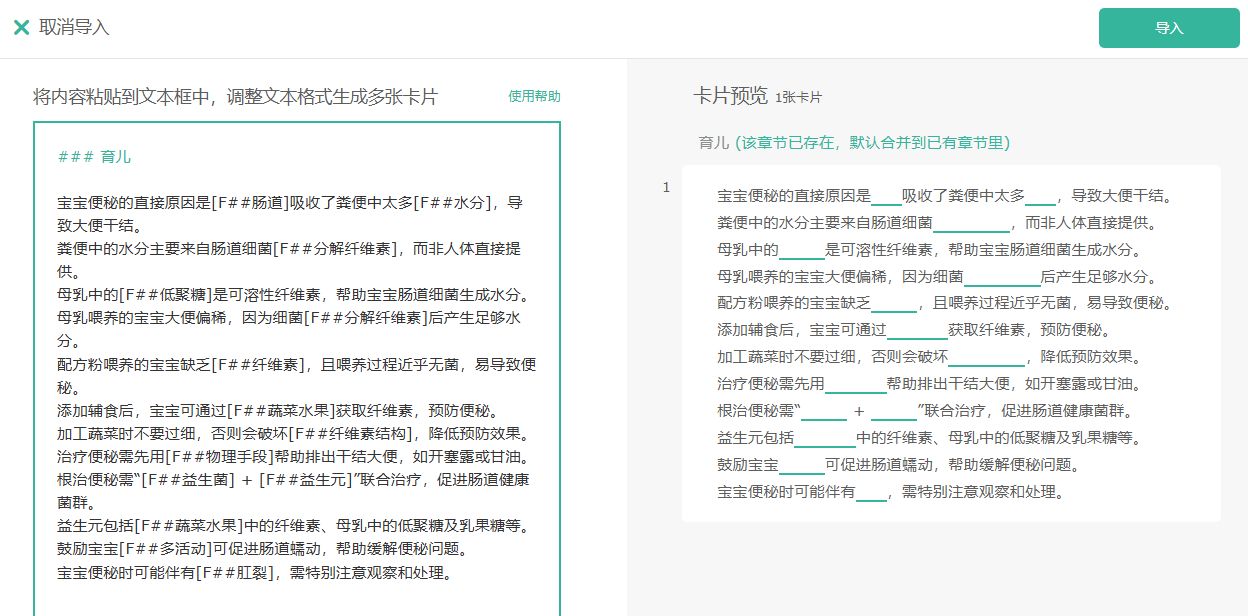 取消导入
导入
将内容粘贴到文本框中，调整文本格式生成多张卡片
使用帮助
### 育儿
宝宝便秘的直接原因是[F##肠道]吸收了粪便中太多[F##水分]，导
致大便干结。
粪便中的水分主要来自肠道细菌[F##分解纤维素]，而非人体直接提
供。
母乳中的[F##低聚糖]是可溶性纤维素，帮助宝宝肠道细菌生成水分。
母乳喂养的宝宝大便偏稀，因为细菌[F##分解纤维素]后产生足够水
分。
配方粉喂养的宝宝缺乏[F##纤维素]，且喂养过程近乎无菌，易导致便
秘。
添加辅食后，宝宝可通过[F##蔬菜水果]获取纤维素，预防便秘。
加工蔬菜时不要过细，否则会破坏[F##纤维素结构]，降低预防效果。
治疗便秘需先用[F##物理手段]帮助排出干结大便，如开塞露或甘油。
根治便秘需“[F##益生菌] + [F##益生元]”联合治疗，促进肠道健康
菌群。
益生元包括[F##蔬菜水果]中的纤维素、母乳中的低聚糖及乳果糖等。
鼓励宝宝[F##多活动]可促进肠道蠕动，帮助缓解便秘问题。
宝宝便秘时可能伴有[F##肛裂]，需特别注意观察和处理。
卡片预览 1张卡片
育儿 (该章节已存在，默认合并到已有章节里)
1
宝宝便秘的直接原因是____吸收了粪便中太多____，导致大便干结。
粪便中的水分主要来自肠道细菌__________，而非人体直接提供。
母乳中的______是可溶性纤维素，帮助宝宝肠道细菌生成水分。
母乳喂养的宝宝大便偏稀，因为细菌__________后产生足够水分。
配方粉喂养的宝宝缺乏______，且喂养过程近乎无菌，易导致便秘。
添加辅食后，宝宝可通过________获取纤维素，预防便秘。
加工蔬菜时不要过细，否则会破坏__________，降低预防效果。
治疗便秘需先用________帮助排出干结大便，如开塞露或甘油。
根治便秘需“______ + ______”联合治疗，促进肠道健康菌群。
益生元包括________中的纤维素、母乳中的低聚糖及乳果糖等。
鼓励宝宝______可促进肠道蠕动，帮助缓解便秘问题。
宝宝便秘时可能伴有____，需特别注意观察和处理。